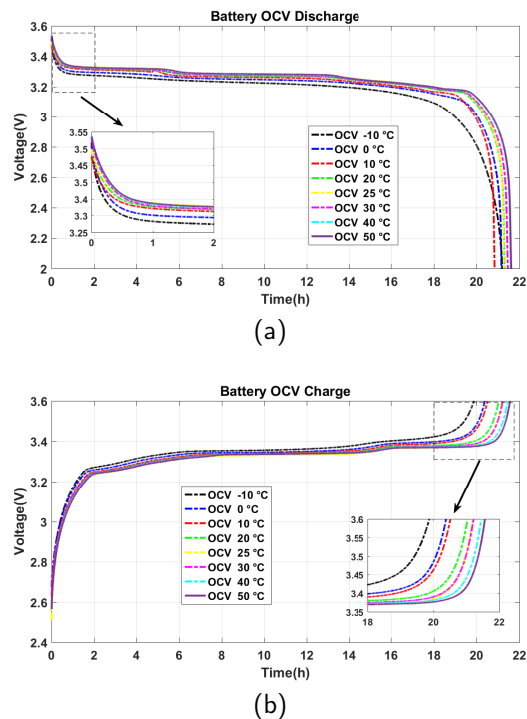 Battery OCV Discharge
Voltage(V)
3.6
3.4
3.2
3
2.8
2.6
2.4
2.2
2
3.55
3.5
3.45
3.4
3.35
3.3
3.25
0 1 2
OCV -10 °C
OCV 0 °C
OCV 10 °C
OCV 20 °C
OCV 25 °C
OCV 30 °C
OCV 40 °C
OCV 50 °C
0 2 4 6 8 10 12 14 16 18 20 22
Time(h)
(a)
Battery OCV Charge
Voltage(V)
3.6
3.4
3.2
3
2.8
2.6
2.4
OCV -10 °C
OCV 0 °C
OCV 10 °C
OCV 20 °C
OCV 25 °C
OCV 30 °C
OCV 40 °C
OCV 50 °C
3.6
3.55
3.5
3.45
3.4
3.35
18 20 22
0 2 4 6 8 10 12 14 16 18 20 22
Time(h)
(b)